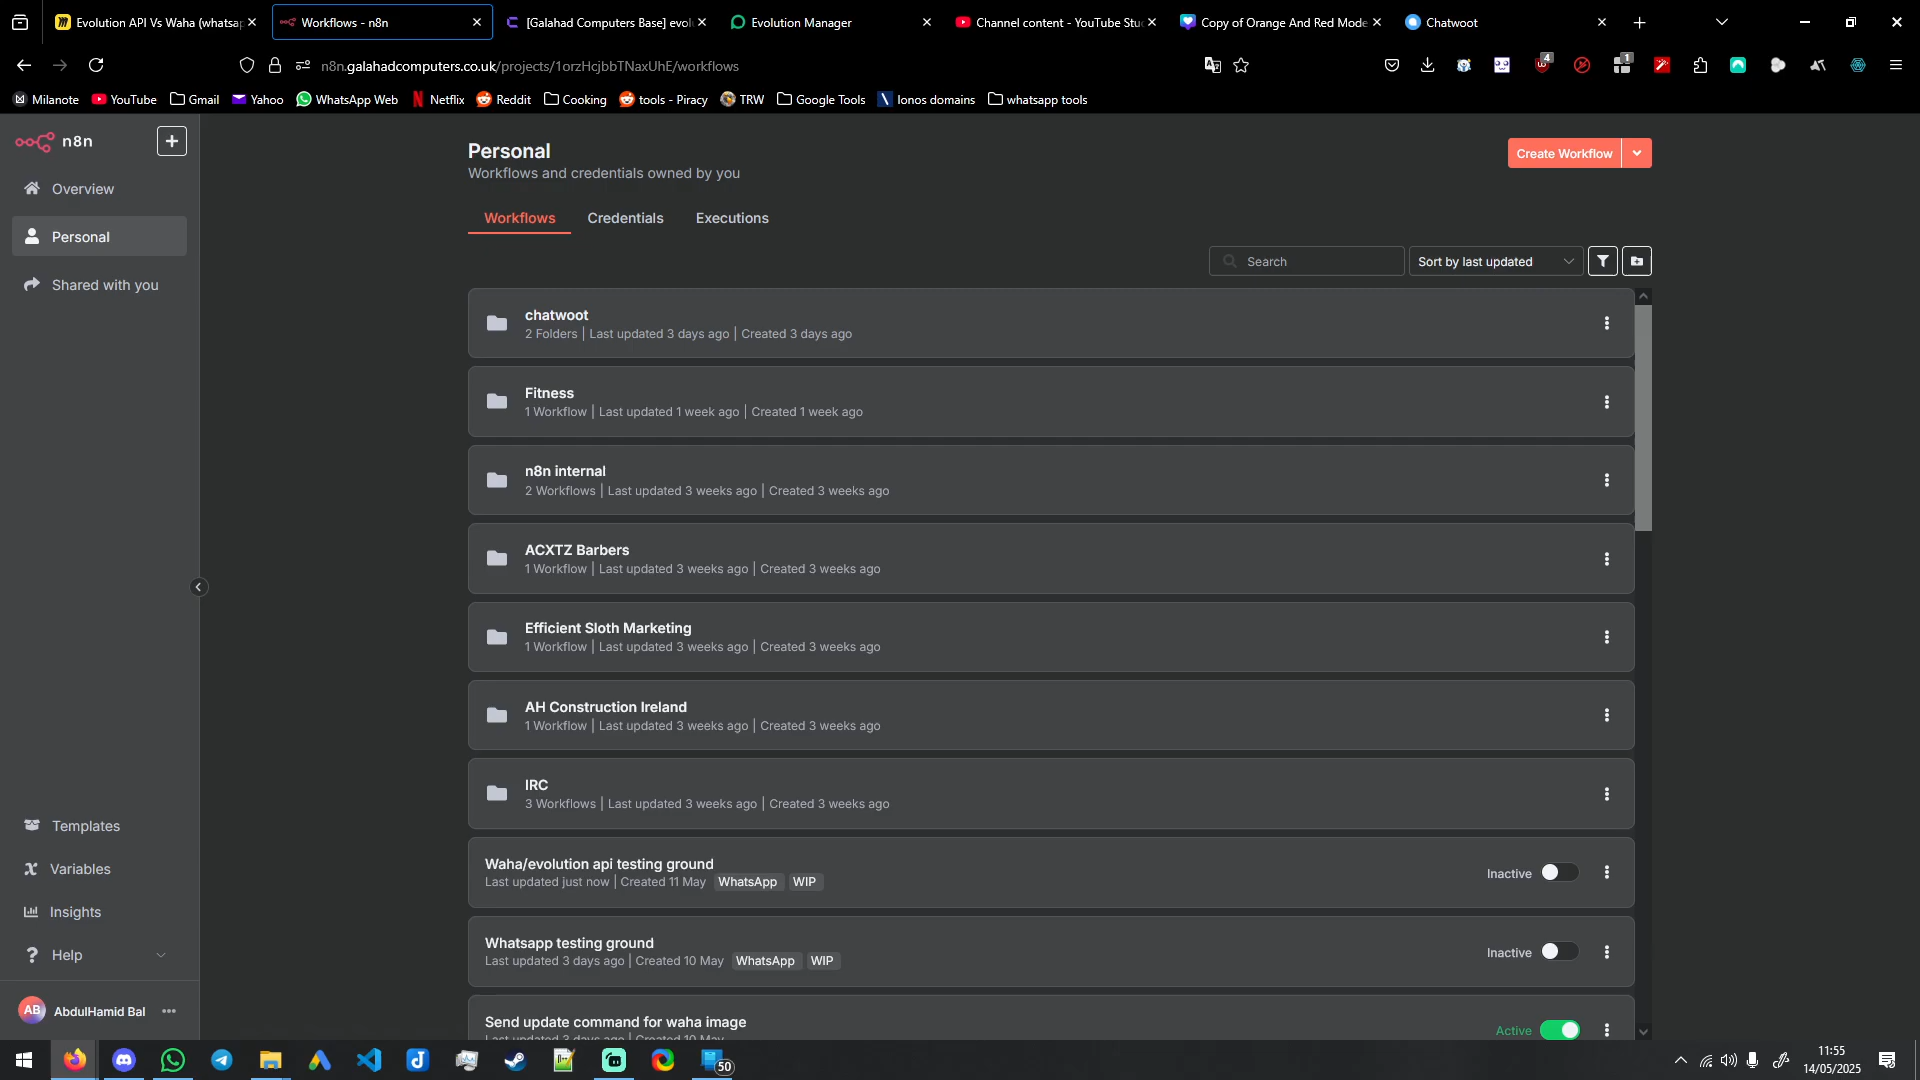 Evolution API Vs Waha (whatsap
Workflows - n8n
[Galahad Computers Base] evol
Evolution Manager
Channel content - YouTube Stu
Copy of Orange And Red Mode
Chatwoot
n8n.galahadcomputers.co.uk/projects/1orzHcjbbTNaxUhE/workflows
4
1
Milanote
YouTube
Gmail
Yahoo
WhatsApp Web
Netflix
Reddit
Cooking
tools - Piracy
TRW
Google Tools
Ionos domains
whatsapp tools
n8n
Overview
Personal
Shared with you
Templates
Variables
Insights
Help
AB
AbdulHamid Bal
Personal
Workflows and credentials owned by you
Create Workflow
Workflows
Credentials
Executions
Search
Sort by last updated
chatwoot
2 Folders | Last updated 3 days ago | Created 3 days ago
Fitness
1 Workflow | Last updated 1 week ago | Created 1 week ago
n8n internal
2 Workflows | Last updated 3 weeks ago | Created 3 weeks ago
ACXTZ Barbers
1 Workflow | Last updated 3 weeks ago | Created 3 weeks ago
Efficient Sloth Marketing
1 Workflow | Last updated 3 weeks ago | Created 3 weeks ago
AH Construction Ireland
1 Workflow | Last updated 3 weeks ago | Created 3 weeks ago
IRC
3 Workflows | Last updated 3 weeks ago | Created 3 weeks ago
Waha/evolution api testing ground
Last updated just now | Created 11 May WhatsApp WIP
Inactive
Whatsapp testing ground
Last updated 3 days ago | Created 10 May WhatsApp WIP
Inactive
Send update command for waha image
Last updated 3 days ago | Created 10 May
Active
50
11:55
14/05/2025